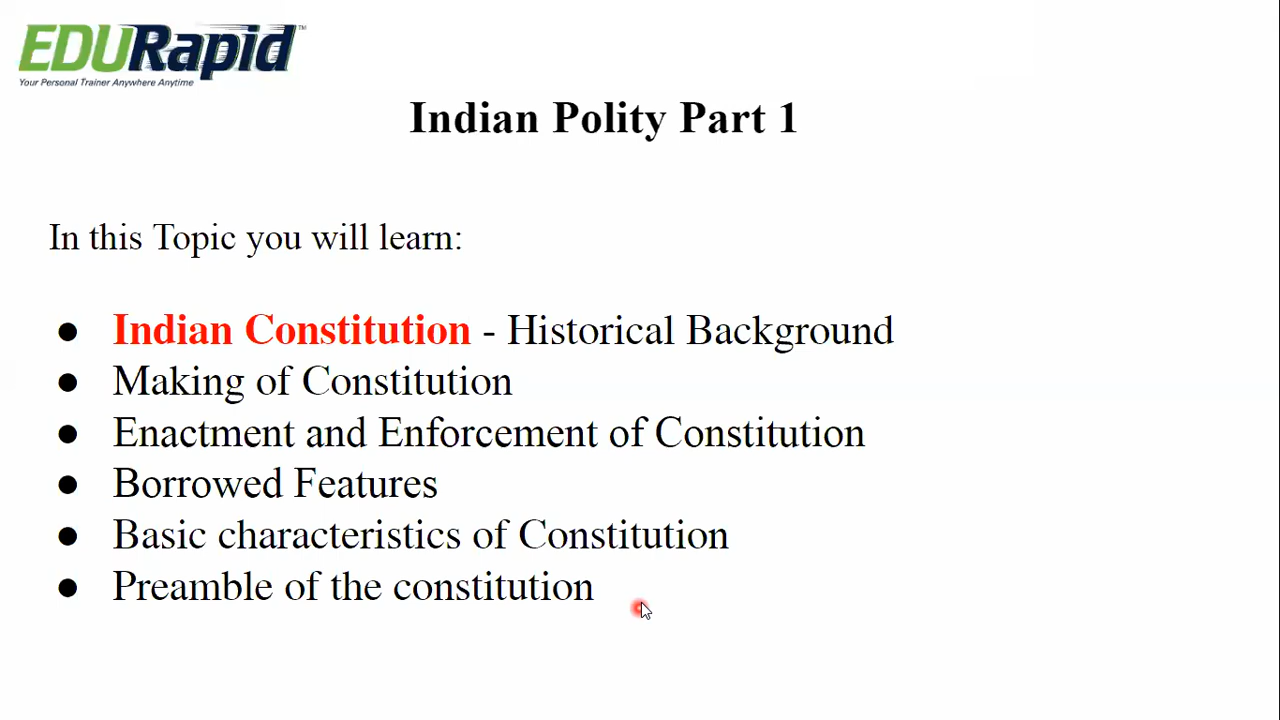 EDURapid™
Your Personal Trainer Anywhere Anytime
Indian Polity Part 1
In this Topic you will learn:
● Indian Constitution - Historical Background
● Making of Constitution
● Enactment and Enforcement of Constitution
● Borrowed Features
● Basic characteristics of Constitution
● Preamble of the constitution